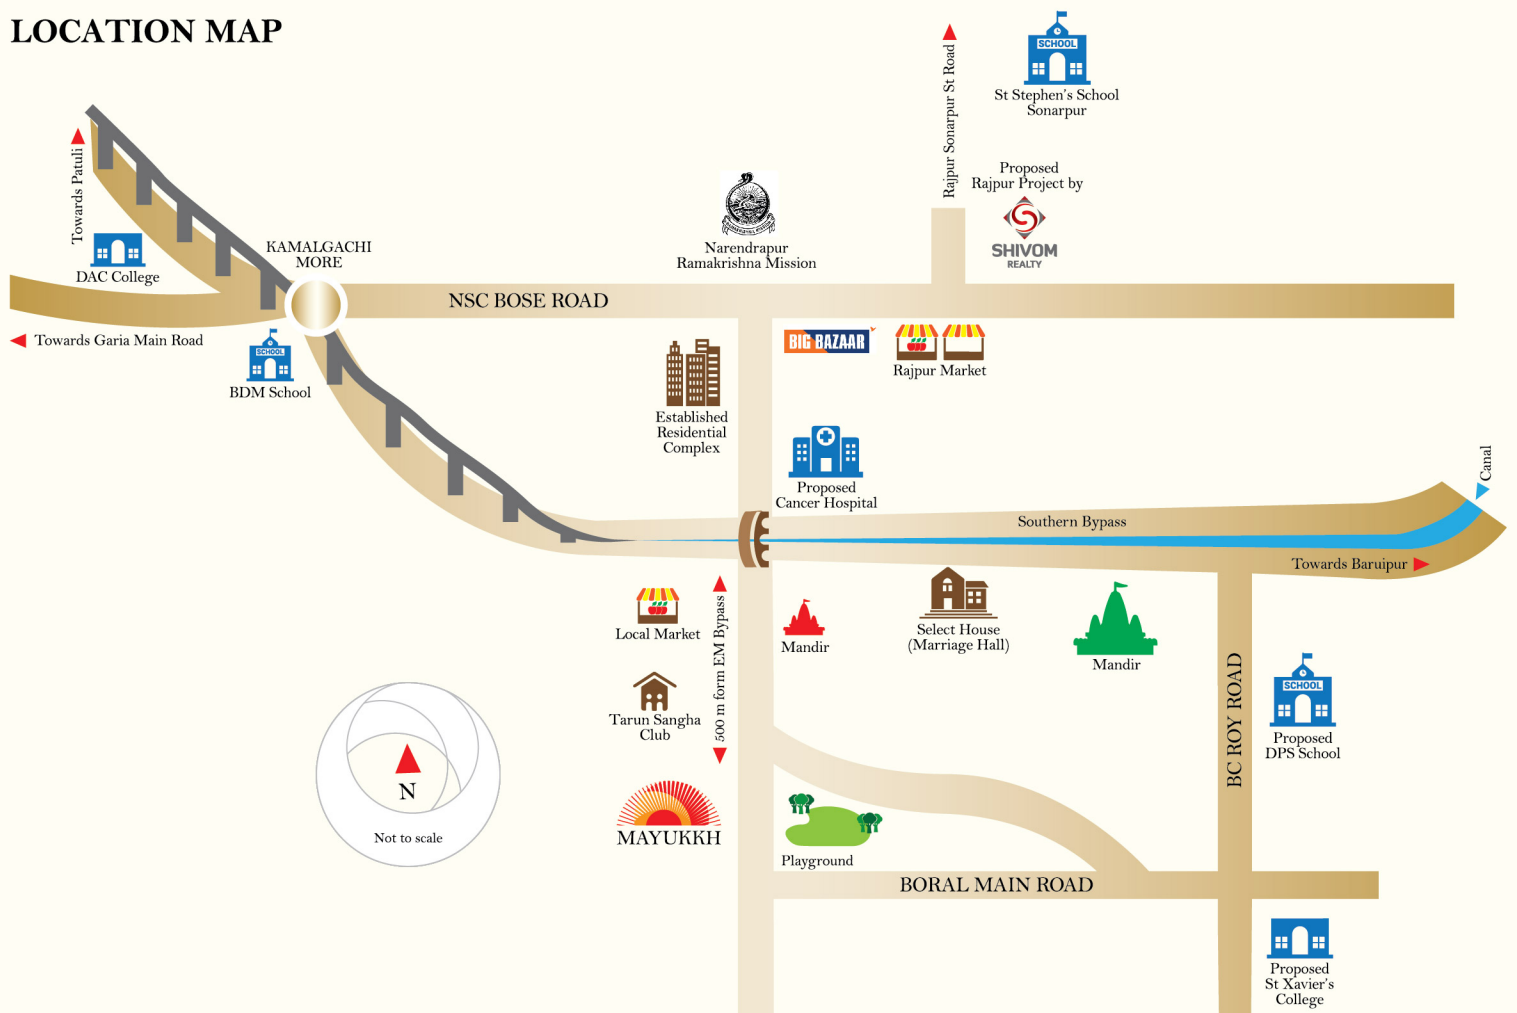 LOCATION MAP
Rajpur Sonarpur St Road
SCHOOL
St Stephen's School
Sonarpur
Towards Patuli
DAC College
KAMALGACHI
MORE
Narendrapur
Ramakrishna Mission
Proposed
Rajpur Project by
SHIVOM
REALTY
NSC BOSE ROAD
Towards Garia Main Road
SCHOOL
BDM School
BIG BAZAAR
Rajpur Market
Established
Residential
Complex
Proposed
Cancer Hospital
Canal
Southern Bypass
Towards Baruipur
Local Market
500 m form EM Bypass
Mandir
Select House
(Marriage Hall)
Mandir
Tarun Sangha
Club
BC ROY ROAD
SCHOOL
Proposed
DPS School
N
Not to scale
MAYUKKH
Playground
BORAL MAIN ROAD
Proposed
St Xavier's
College